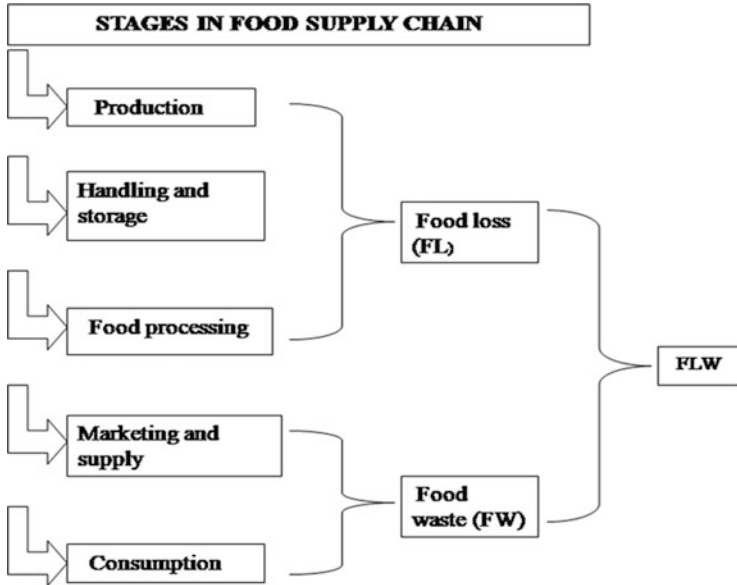 STAGES IN FOOD SUPPLY CHAIN
Production
Handling and
storage
Food processing
Marketing and
supply
Consumption
Food loss
(FL)
Food
waste (FW)
FLW